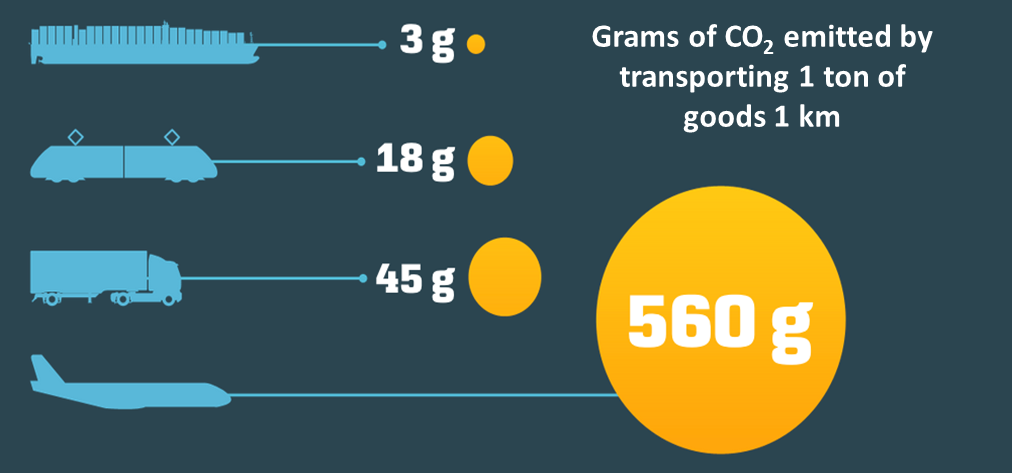 3 g
Grams of CO₂ emitted by
transporting 1 ton of
goods 1 km
18 g
45 g
560 g